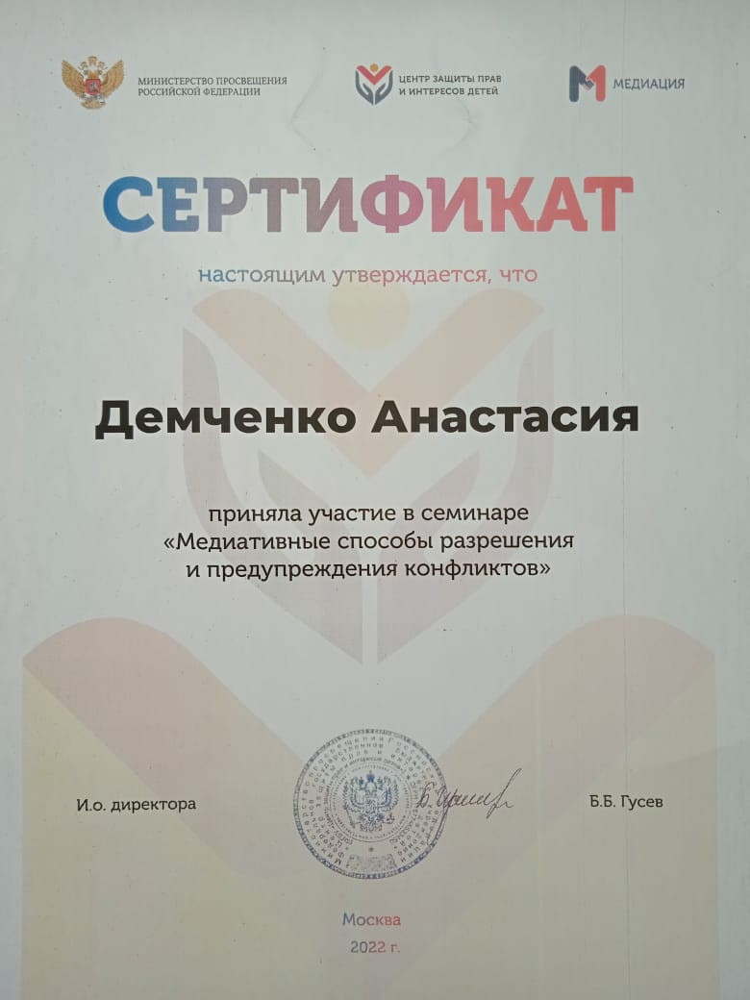 МИНИСТЕРСТВО ПРОСВЕЩЕНИЯ
РОССИЙСКОЙ ФЕДЕРАЦИИ
ЦЕНТР ЗАЩИТЫ ПРАВ
И ИНТЕРЕСОВ ДЕТЕЙ
МЕДИАЦИЯ
СЕРТИФИКАТ
настоящим утверждается, что
Демченко Анастасия
приняла участие в семинаре
«Медиативные способы разрешения
и предупреждения конфликтов»
И.о. директора
Б.Б. Гусев
Москва
2022 г.